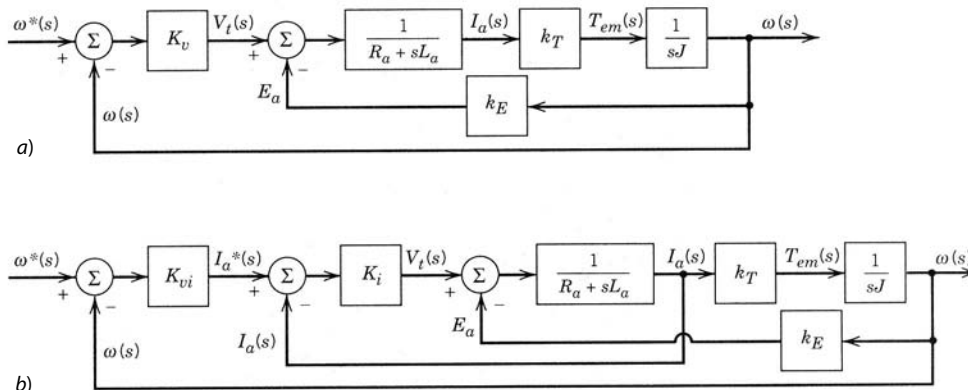 ω*(s) + Σ − K_v V_t(s) + Σ − 1/(R_a + sL_a) I_a(s) k_T T_em(s) 1/(sJ) ω(s)
E_a k_E
ω(s)
a)
ω*(s) + Σ − K_vi I_a*(s) + Σ − K_i V_t(s) + Σ − 1/(R_a + sL_a) I_a(s) k_T T_em(s) 1/(sJ) ω(s)
E_a k_E
ω(s) I_a(s)
b)